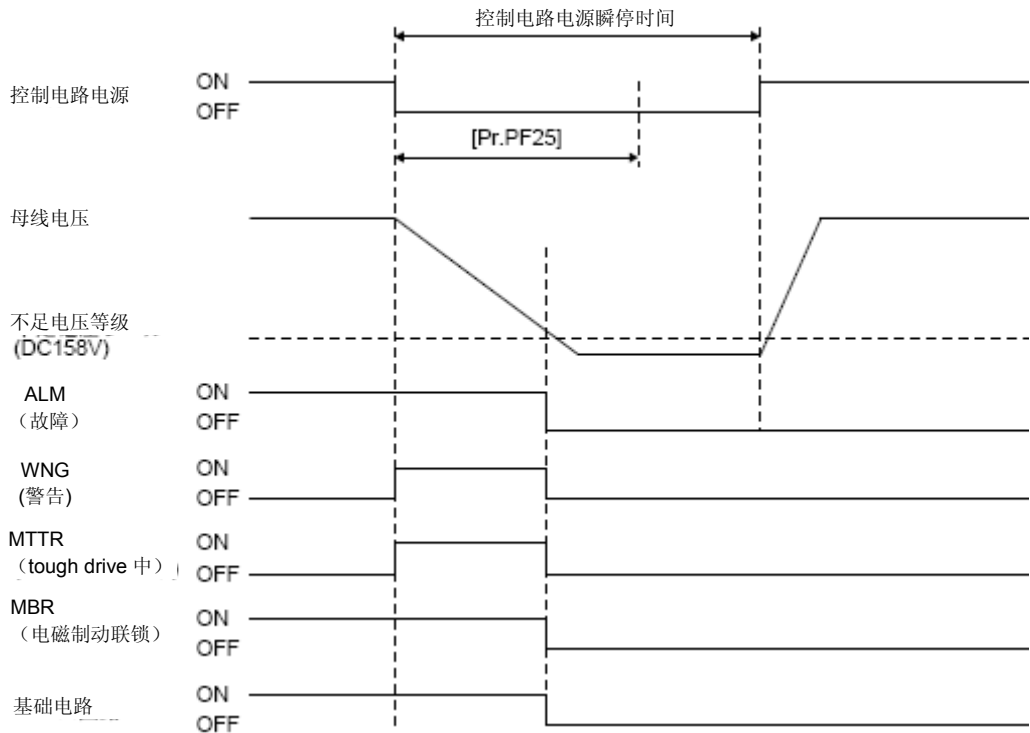 控制电路电源瞬停时间
控制电路电源
ON
OFF
[Pr.PF25]
母线电压
不足电压等级
(DC158V)
ALM
（故障）
ON
OFF
WNG
(警告)
ON
OFF
MTTR
（tough drive 中）
ON
OFF
MBR
（电磁制动联锁）
ON
OFF
基础电路
ON
OFF